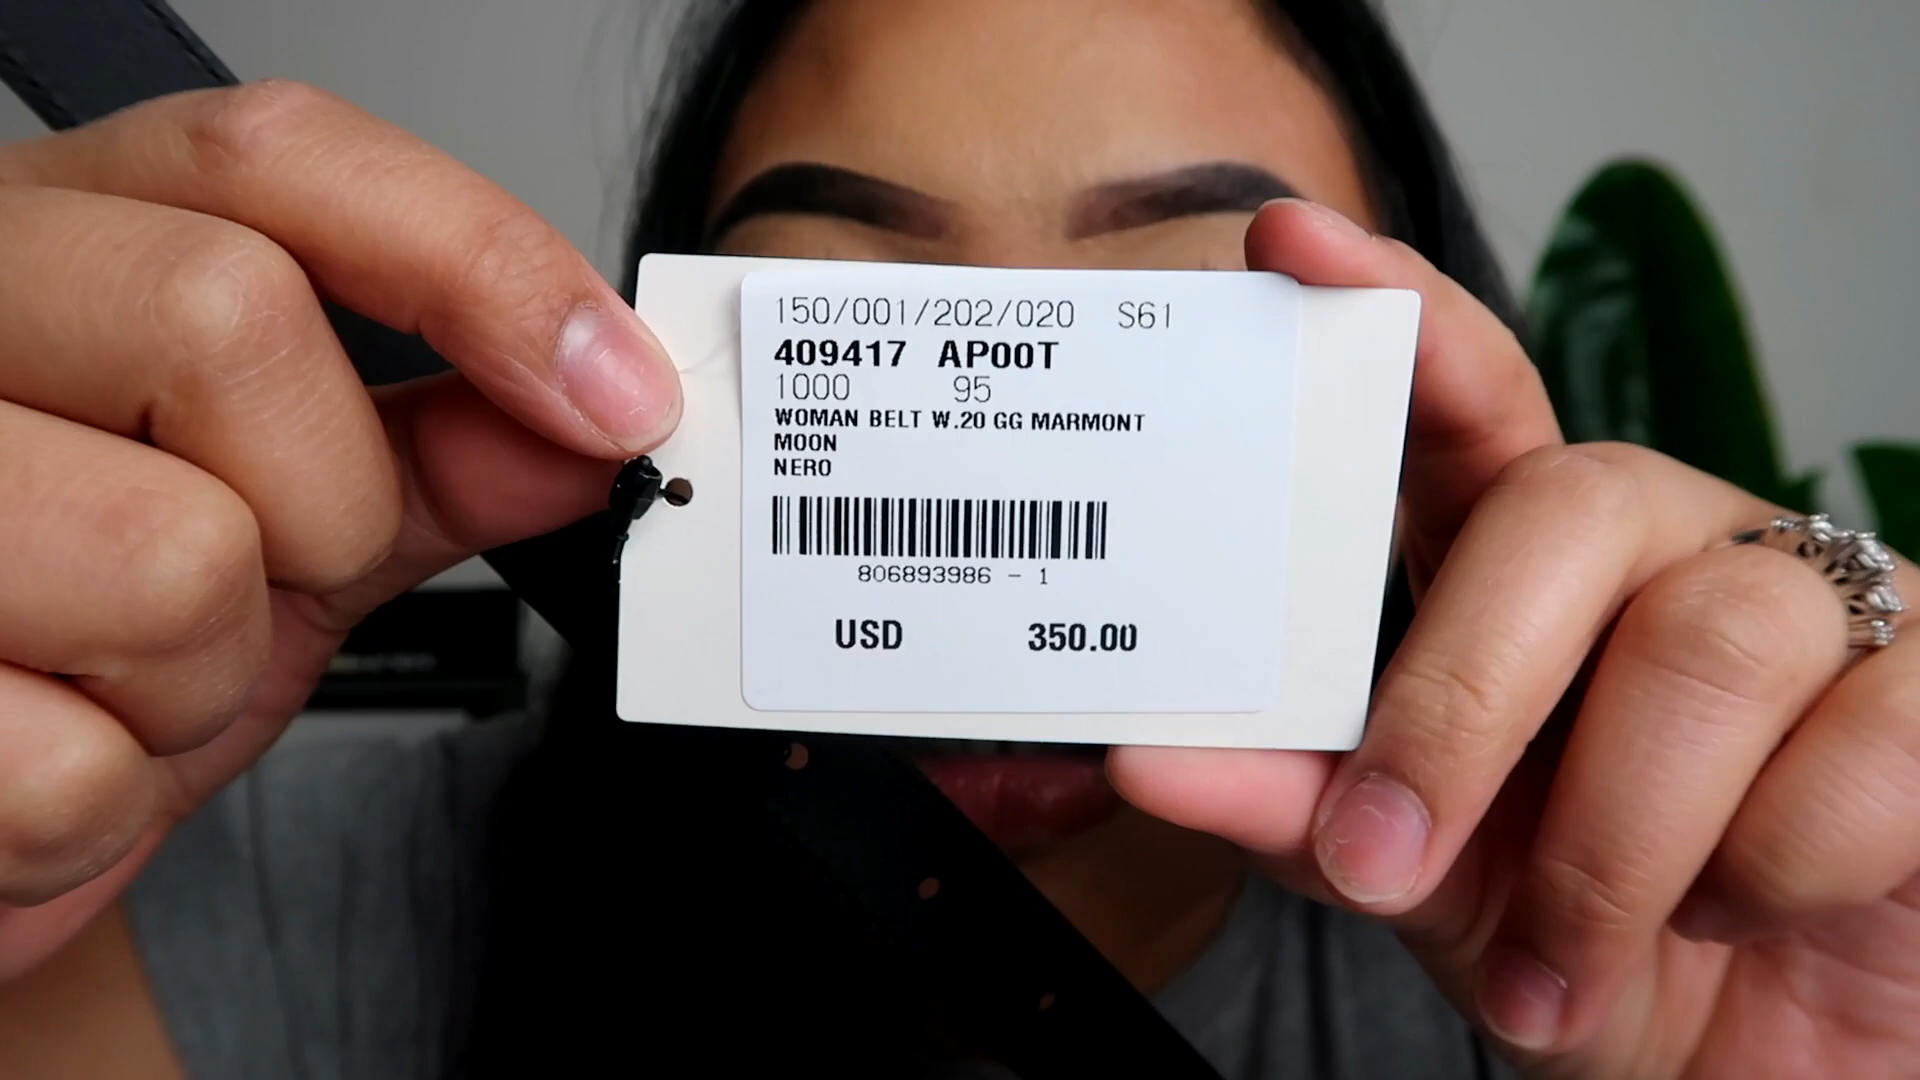 150/001/202/020 S61
409417 AP00T
1000 95
WOMAN BELT W.20 GG MARMONT
MOON
NERO
806893986 - 1
USD 350.00